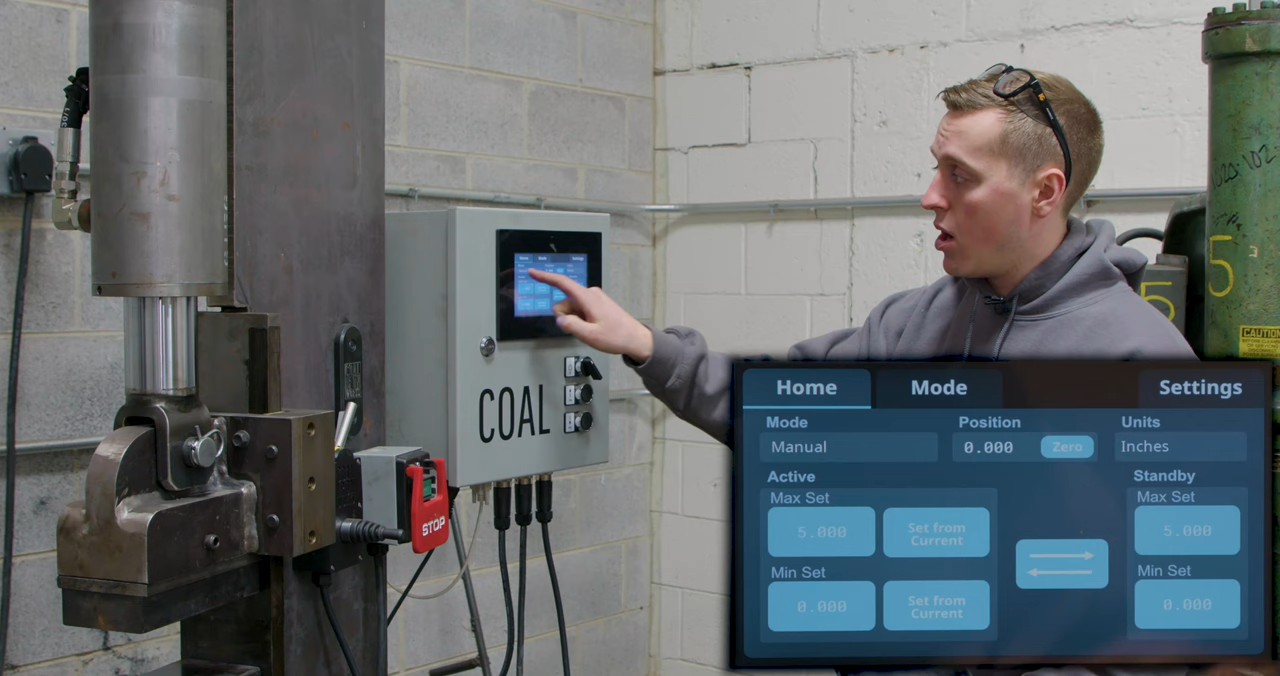 COAL
STOP
5
5
CAUTION
Home Mode Settings
Mode Position Units
Manual 0.000 Zero Inches
Active Standby
Max Set Max Set
5.000 Set from Current 5.000
Min Set Min Set
0.000 Set from Current 0.000